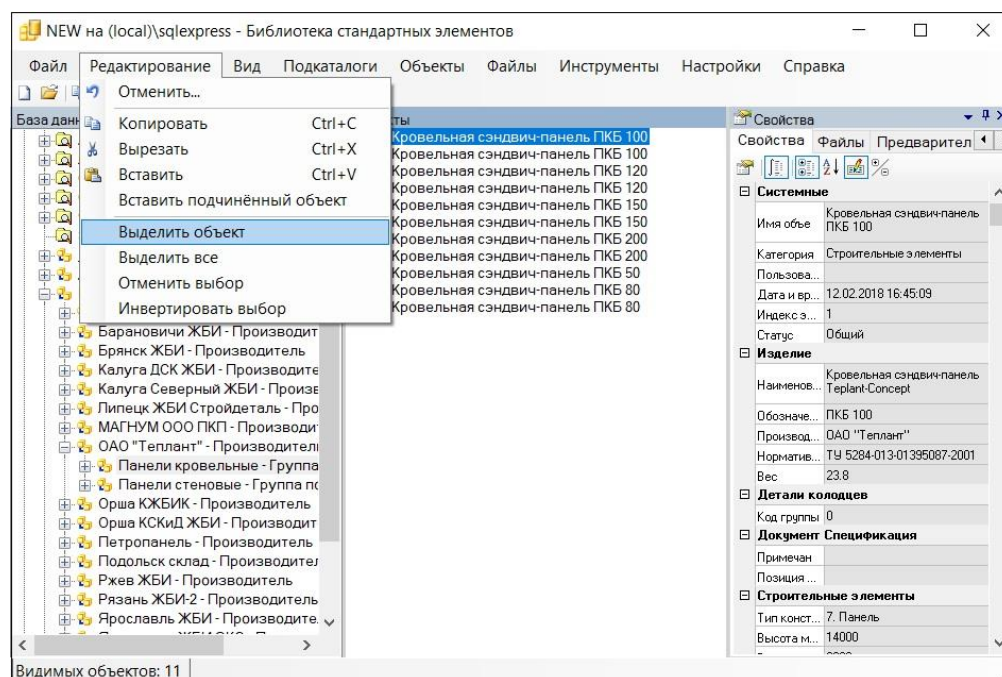 NEW на (local)\sqlexpress - Библиотека стандартных элементов
Файл Редактирование Вид Подкаталоги Объекты Файлы Инструменты Настройки Справка
Отменить...
Копировать Ctrl+C
Вырезать Ctrl+X
Вставить Ctrl+V
Вставить подчинённый объект
Выделить объект
Выделить все
Отменить выбор
Инвертировать выбор
База данн
Барановичи ЖБИ - Производит
Брянск ЖБИ - Производитель
Калуга ДСК ЖБИ - Производите
Калуга Северный ЖБИ - Произв
Липецк ЖБИ Стройдеталь - Про
МАГНУМ ООО ПКП - Производи
ОАО "Теплант" - Производител
Панели кровельные - Группа
Панели стеновые - Группа по
Орша КЖБИК - Производитель
Орша КСКиД ЖБИ - Производит
Петропанель - Производитель
Подольск склад - Производител
Ржев ЖБИ - Производитель
Рязань ЖБИ-2 - Производитель
Ярославль ЖБИ - Производите
ты
Кровельная сэндвич-панель ПКБ 100
Кровельная сэндвич-панель ПКБ 100
Кровельная сэндвич-панель ПКБ 120
Кровельная сэндвич-панель ПКБ 120
Кровельная сэндвич-панель ПКБ 150
Кровельная сэндвич-панель ПКБ 150
Кровельная сэндвич-панель ПКБ 200
Кровельная сэндвич-панель ПКБ 200
Кровельная сэндвич-панель ПКБ 50
Кровельная сэндвич-панель ПКБ 80
Кровельная сэндвич-панель ПКБ 80
Свойства
Свойства Файлы Предварител
Системные
Имя объе Кровельная сэндвич-панель
ПКБ 100
Категория Строительные элементы
Пользова...
Дата и вр... 12.02.2018 16:45:09
Индекс э... 1
Статус Общий
Изделие
Наименов... Кровельная сэндвич-панель
Teplant-Concept
Обозначе... ПКБ 100
Производ... ОАО "Теплант"
Норматив... ТУ 5284-013-01395087-2001
Вес 23.8
Детали колодцев
Код группы 0
Документ Спецификация
Примечан
Позиция ...
Строительные элементы
Тип конст... 7. Панель
Высота м... 14000
Видимых объектов: 11